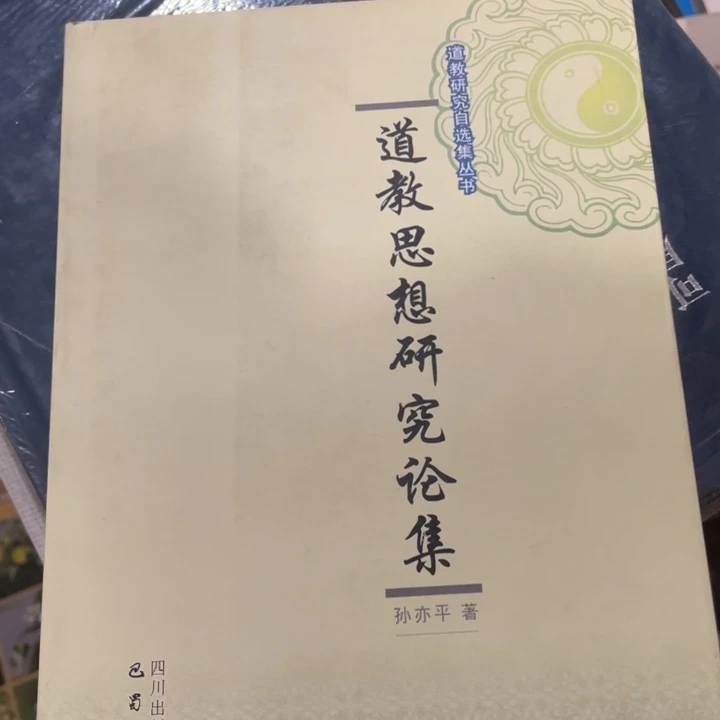 道教研究自选集丛书
道教思想研究论集
孙亦平 著
四川出
巴蜀